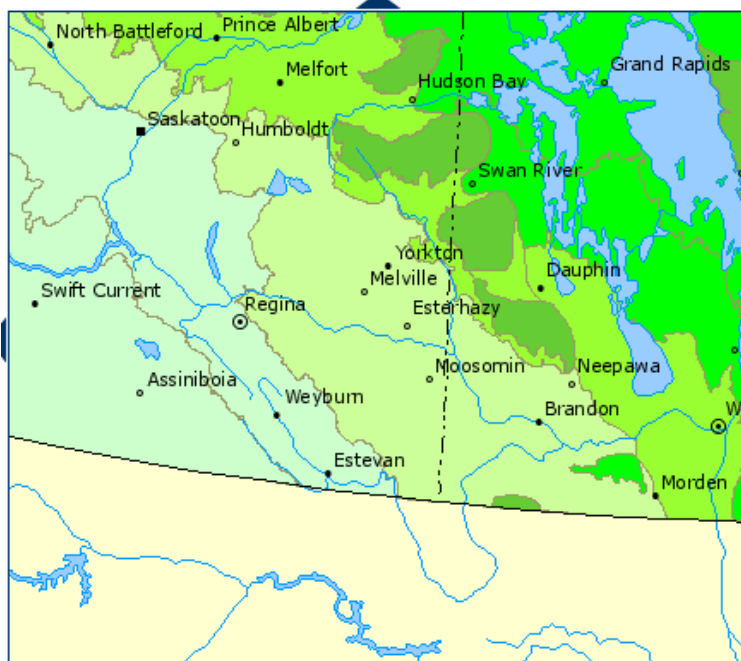 Prince Albert
North Battleford
Grand Rapids
Melfort
Hudson Bay
Saskatoon
Humboldt
Swan River
Yorkton
Dauphin
Melville
Swift Current
Regina
Esterhazy
Moosomin
Neepawa
Assiniboia
Weyburn
Brandon
W
Estevan
Morden